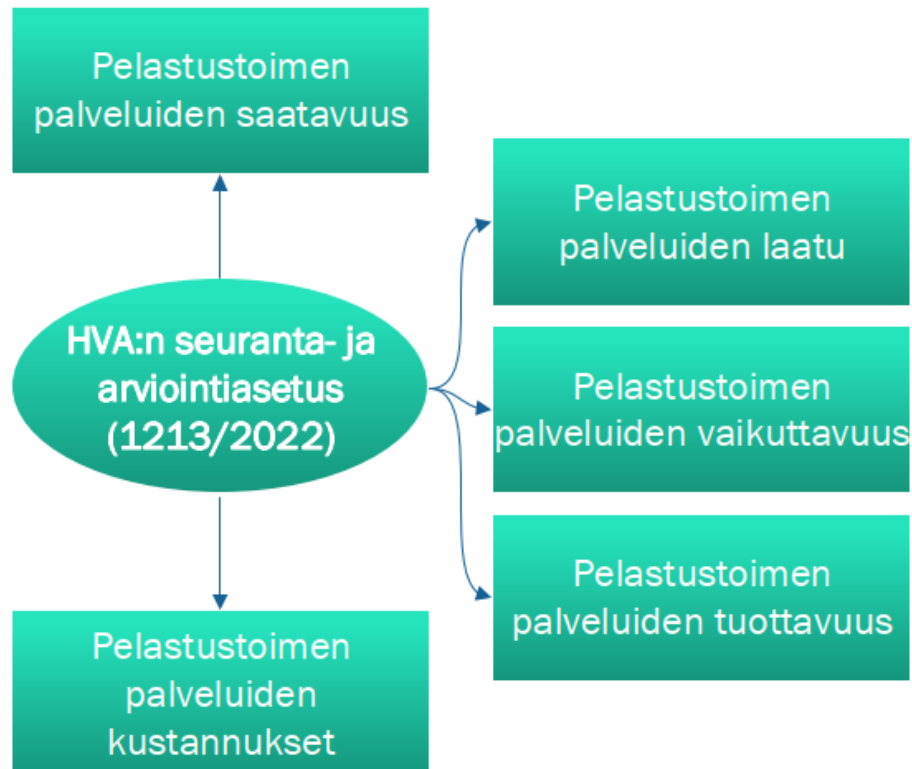 Pelastustoimen
palveluiden saatavuus
Pelastustoimen
palveluiden laatu
HVA:n seuranta- ja
arviointiasetus
(1213/2022)
Pelastustoimen
palveluiden vaikuttavuus
Pelastustoimen
palveluiden tuottavuus
Pelastustoimen
palveluiden
kustannukset